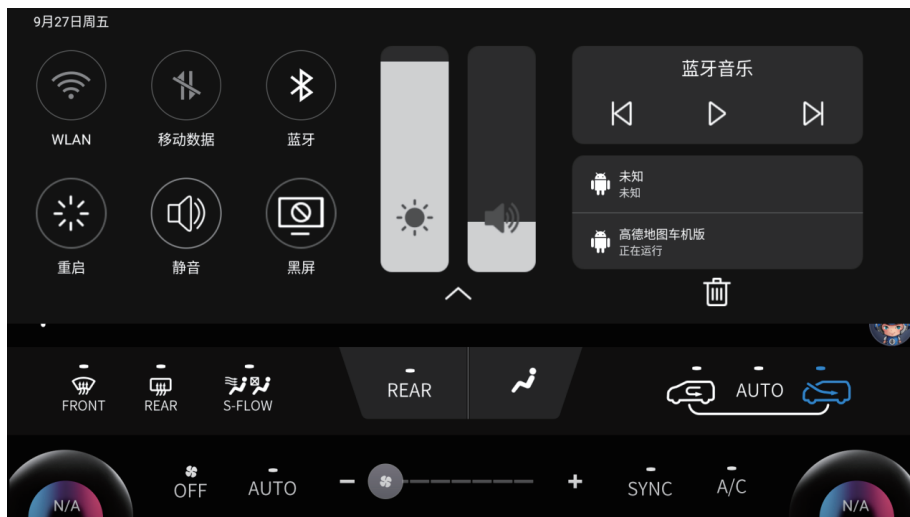 9月27日周五
WLAN
移动数据
蓝牙
重启
静音
黑屏
蓝牙音乐
未知
未知
高德地图车机版
正在运行
FRONT
REAR
S-FLOW
REAR
AUTO
N/A
OFF
AUTO
SYNC
A/C
N/A